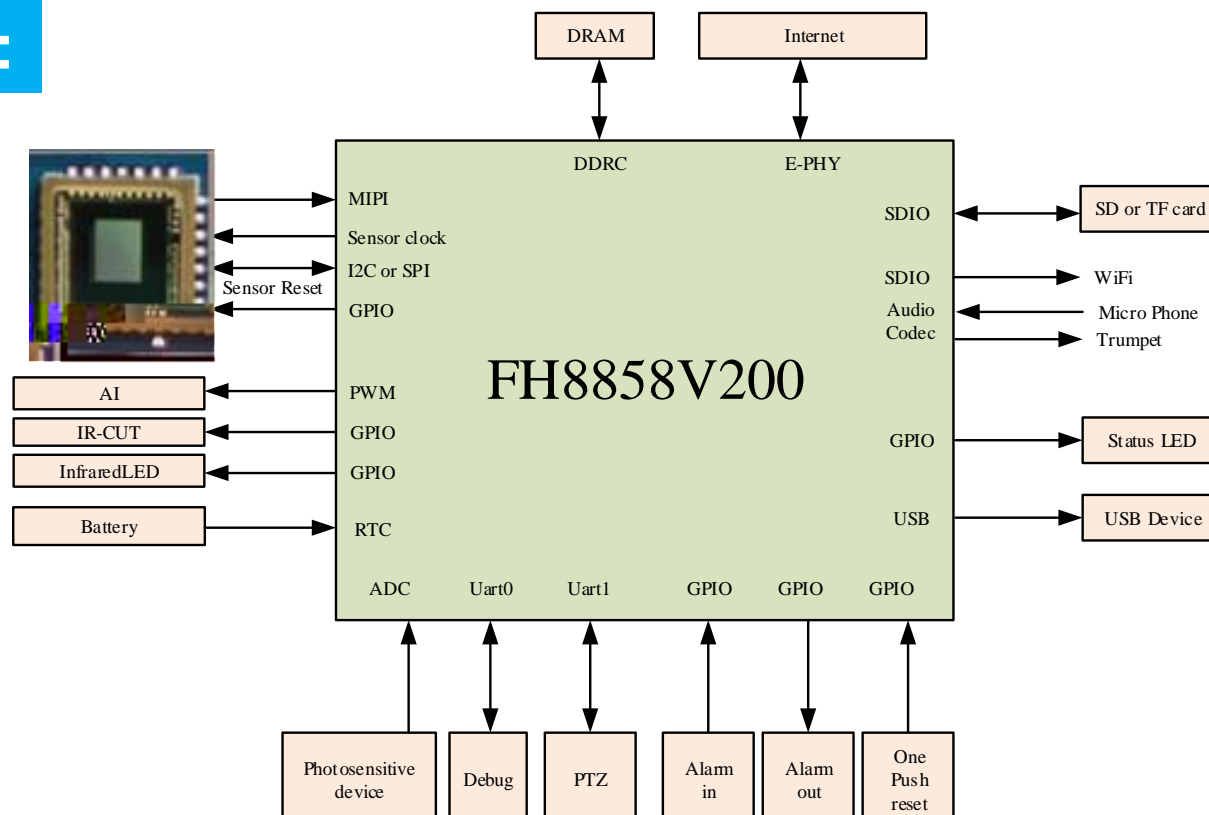 DRAM
Internet
DDRC
E-PHY
MIPI
Sensor clock
I2C or SPI
Sensor Reset
GPIO
SDIO
SD or TF card
SDIO
WiFi
Audio
Codec
Micro Phone
Trumpet
FH8858V200
AI
PWM
IR-CUT
GPIO
InfraredLED
GPIO
Battery
RTC
GPIO
Status LED
USB
USB Device
ADC
Uart0
Uart1
GPIO
GPIO
GPIO
Photosensitive
device
Debug
PTZ
Alarm
in
Alarm
out
One
Push
reset